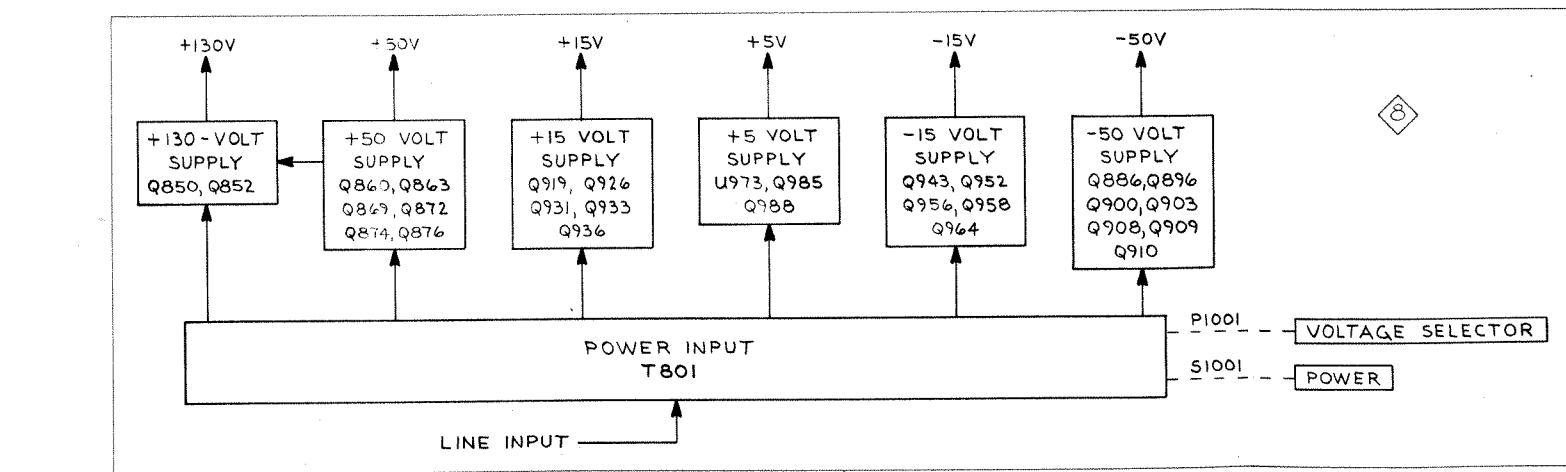 +130V
+50V
+15V
+5V
-15V
-50V
8
+130-VOLT
SUPPLY
Q850, Q852
+50 VOLT
SUPPLY
Q860, Q863
Q869, Q872
Q874, Q876
+15 VOLT
SUPPLY
Q919, Q926
Q931, Q933
Q936
+5 VOLT
SUPPLY
U973, Q985
Q988
-15 VOLT
SUPPLY
Q943, Q952
Q956, Q958
Q964
-50 VOLT
SUPPLY
Q886, Q896
Q900, Q903
Q908, Q909
Q910
POWER INPUT
T801
P1001
VOLTAGE SELECTOR
S1001
POWER
LINE INPUT